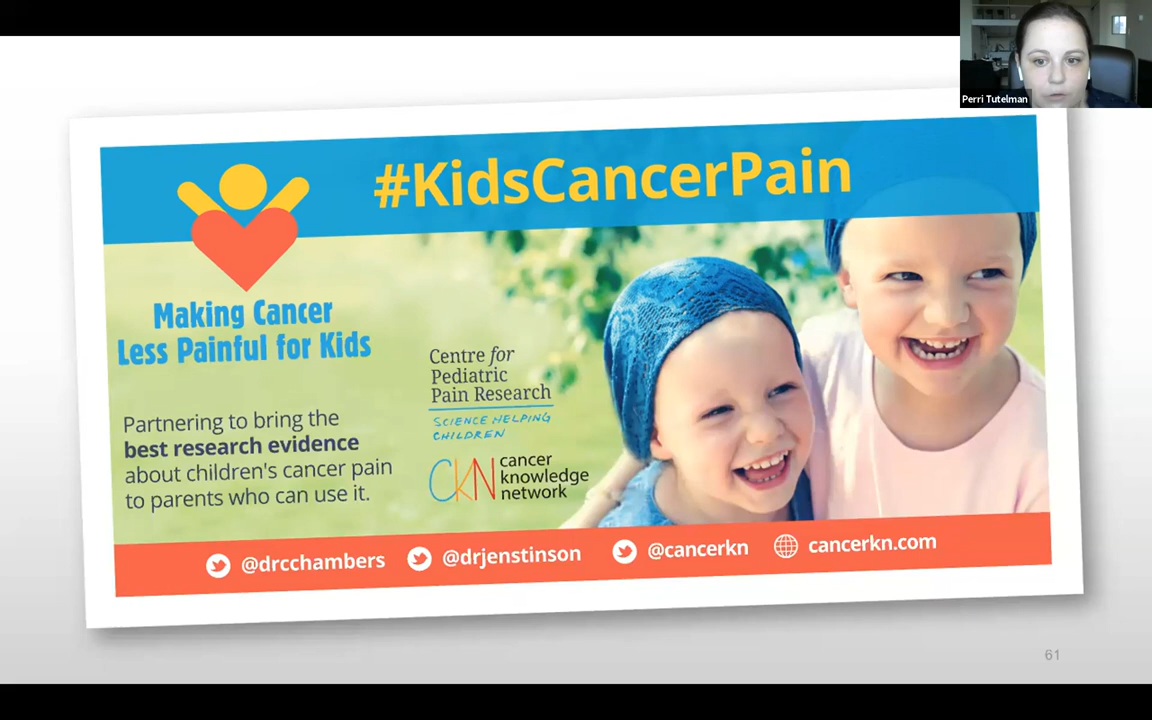 Perri Tutelman
#KidsCancerPain
Making Cancer
Less Painful for Kids
Partnering to bring the
best research evidence
about children's cancer pain
to parents who can use it.
Centre for
Pediatric
Pain Research
SCIENCE HELPING
CHILDREN
CKN cancer
knowledge
network
@drcchambers @drjenstinson @cancerkn cancerkn.com
61